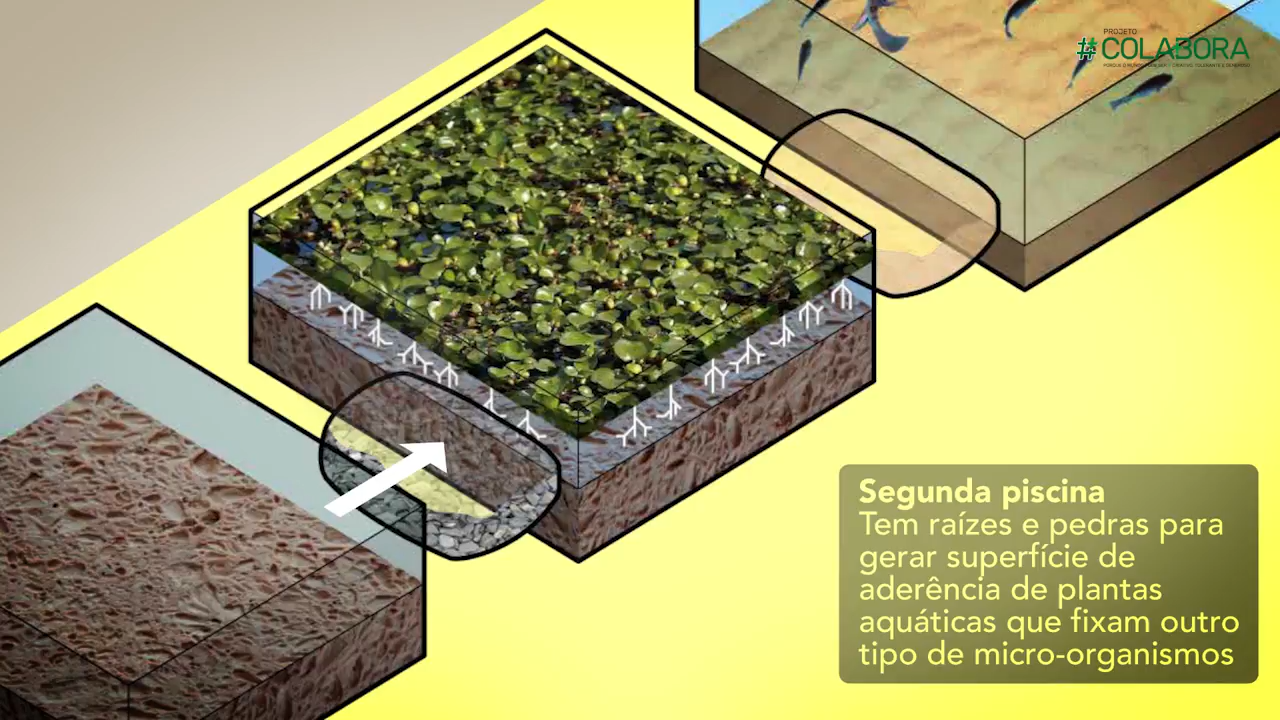 PROJETO
#COLABORA
Segunda piscina
Tem raízes e pedras para
gerar superfície de
aderência de plantas
aquáticas que fixam outro
tipo de micro-organismos